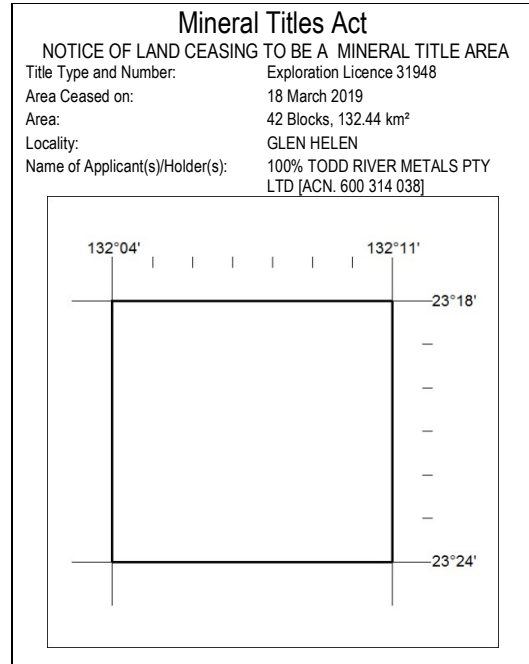 Mineral Titles Act
NOTICE OF LAND CEASING TO BE A MINERAL TITLE AREA
Title Type and Number: Exploration Licence 31948
Area Ceased on: 18 March 2019
Area: 42 Blocks, 132.44 km²
Locality: GLEN HELEN
Name of Applicant(s)/Holder(s): 100% TODD RIVER METALS PTY
LTD [ACN. 600 314 038]
132°04' 132°11'
23°18'
23°24'